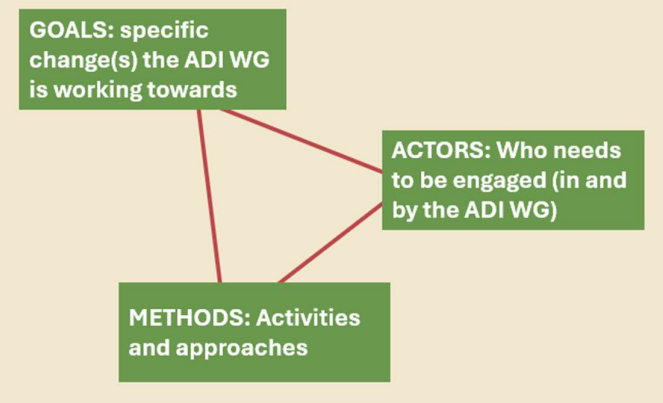 GOALS: specific
change(s) the ADI WG
is working towards
ACTORS: Who needs
to be engaged (in and
by the ADI WG)
METHODS: Activities
and approaches